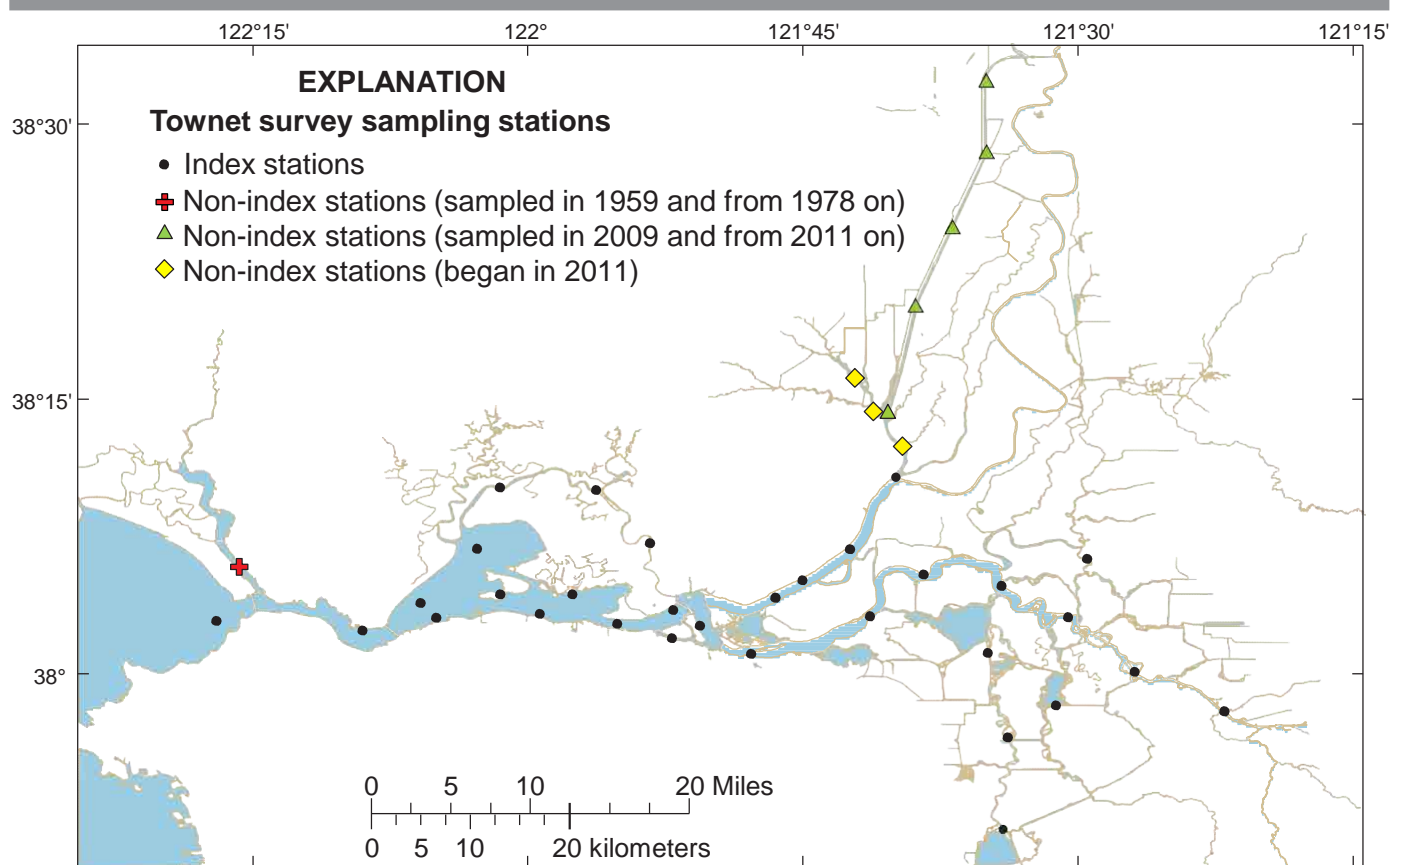 122°15' 122° 121°45' 121°30' 121°15'
EXPLANATION
Townet survey sampling stations
38°30'
Index stations
Non-index stations (sampled in 1959 and from 1978 on)
Non-index stations (sampled in 2009 and from 2011 on)
Non-index stations (began in 2011)
38°15'
38°
0 5 10 20 Miles
0 5 10 20 kilometers